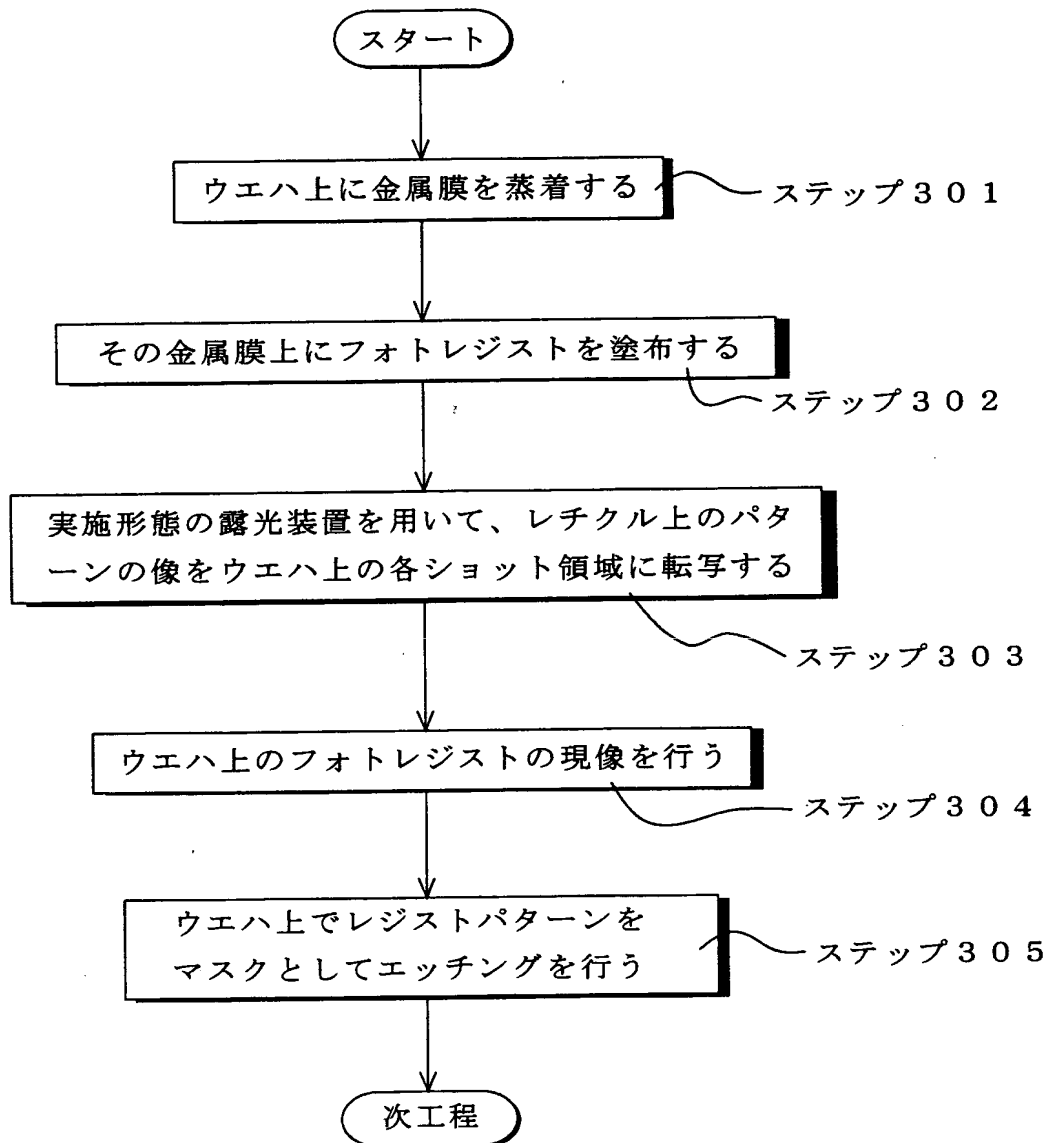 スタート
ウエハ上に金属膜を蒸着する
ステップ３０１
その金属膜上にフォトレジストを塗布する
ステップ３０２
実施形態の露光装置を用いて、レチクル上のパタ
ーンの像をウエハ上の各ショット領域に転写する
ステップ３０３
ウエハ上のフォトレジストの現像を行う
ステップ３０４
ウエハ上でレジストパターンを
マスクとしてエッチングを行う
ステップ３０５
次工程